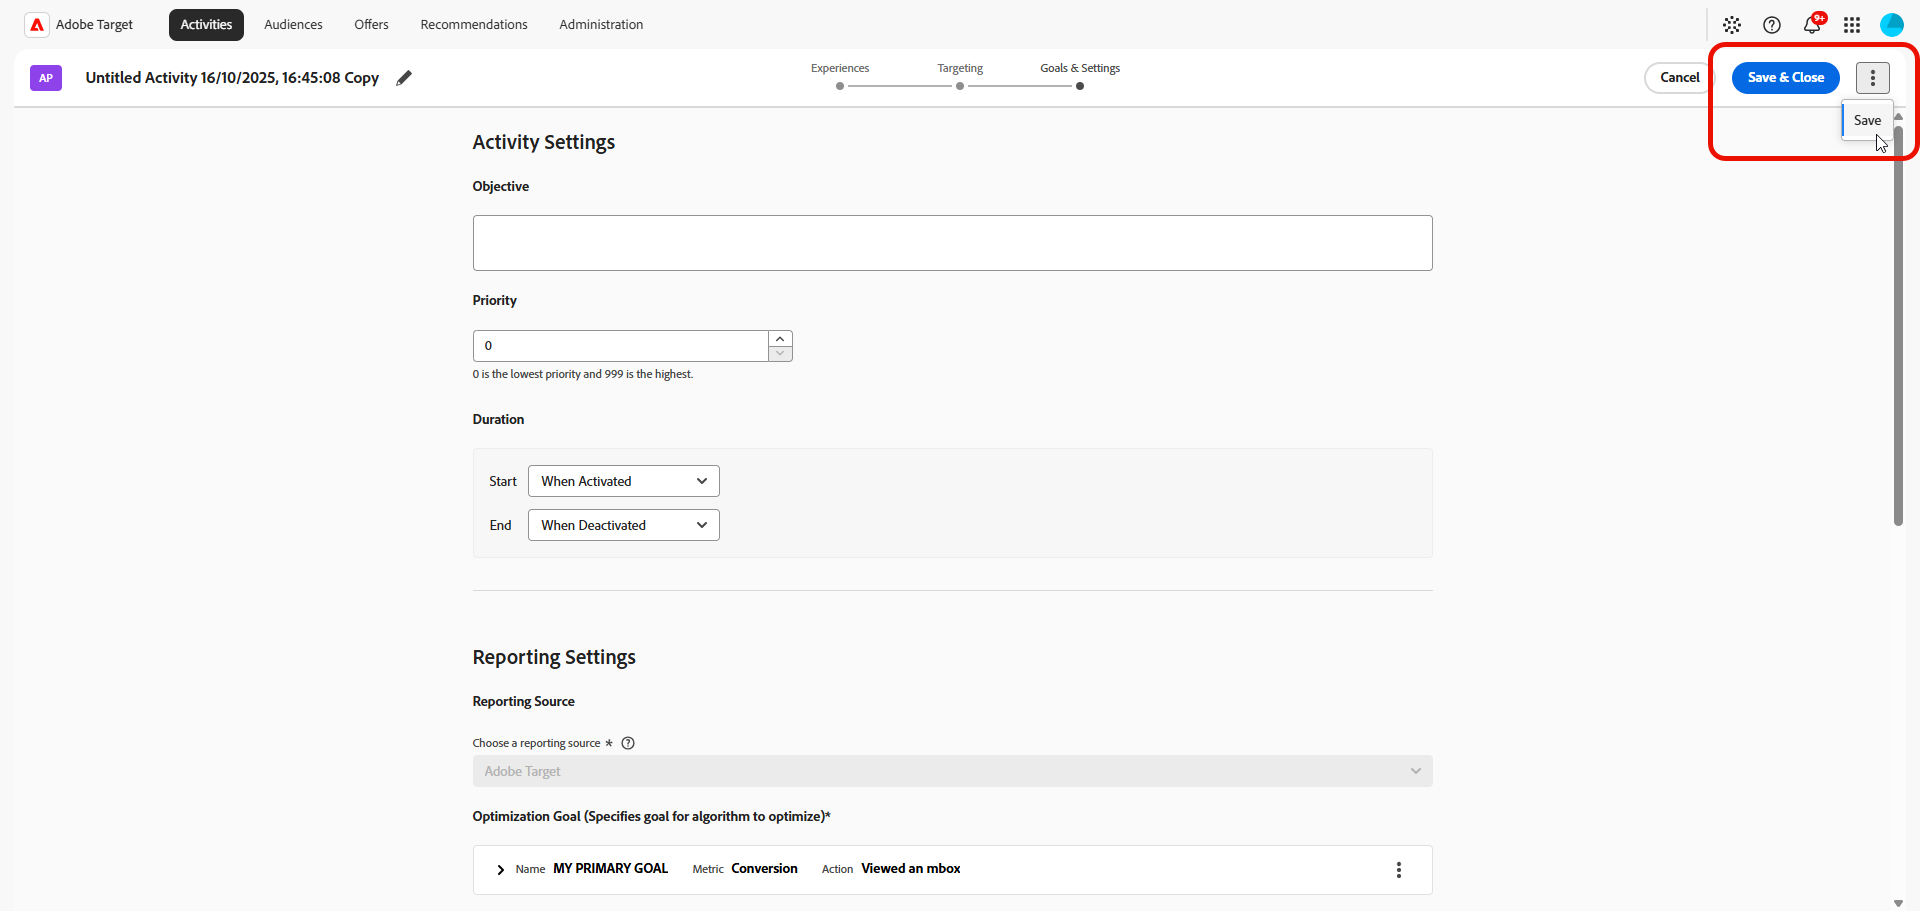 Adobe Target
Activities
Audiences
Offers
Recommendations
Administration
9+
AP
Untitled Activity 16/10/2025, 16:45:08 Copy
Experiences
Targeting
Goals & Settings
Cancel
Save & Close
Save
Activity Settings
Objective
Priority
0
0 is the lowest priority and 999 is the highest.
Duration
Start
When Activated
End
When Deactivated
Reporting Settings
Reporting Source
Choose a reporting source *
Adobe Target
Optimization Goal (Specifies goal for algorithm to optimize)*
Name MY PRIMARY GOAL Metric Conversion Action Viewed an mbox